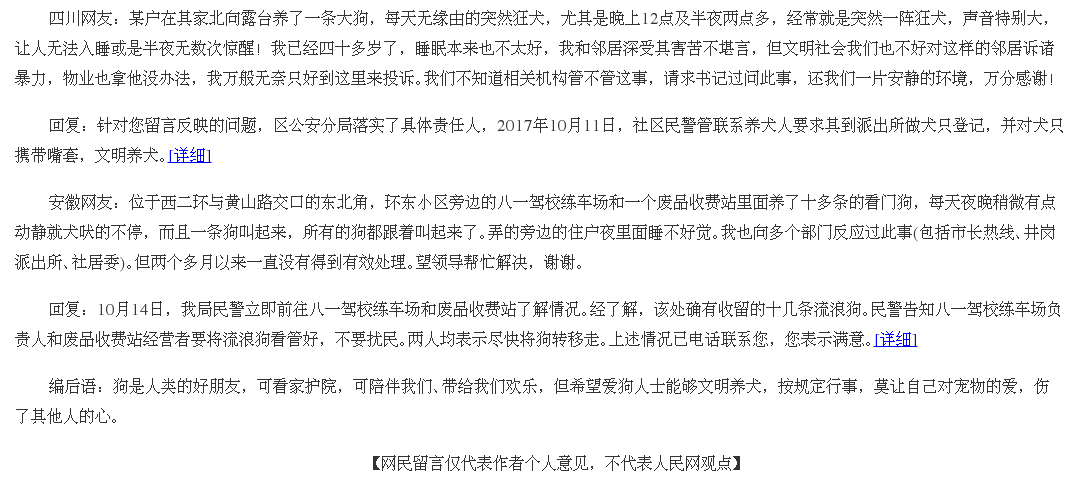 四川网友：某户在其家北向露台养了一条大狗，每天无缘由的突然狂犬，尤其是晚上12点及半夜两点多，经常就是突然一阵狂犬，声音特别大，
让人无法入睡或是半夜无数次惊醒！我已经四十多岁了，睡眠本来也不太好，我和邻居深受其害苦不堪言，但文明社会我们也不好对这样的邻居诉诸
暴力，物业也拿他没办法，我万般无奈只好到这里来投诉。我们不知道相关机构管不管这事，请求书记过问此事，还我们一片安静的环境，万分感谢！
回复：针对您留言反映的问题，区公安分局落实了具体责任人，2017年10月11日，社区民警管联系养犬人要求其到派出所做犬只登记，并对犬只
携带嘴套，文明养犬。[详细]
安徽网友：位于西二环与黄山路交口的东北角，环东小区旁边的八一驾校练车场和一个废品收费站里面养了十多条的看门狗，每天夜晚稍微有点
动静就犬吠的不停，而且一条狗叫起来，所有的狗都跟着叫起来了。弄的旁边的住户夜里面睡不好觉。我也向多个部门反应过此事(包括市长热线、井岗
派出所、社居委)。但两个多月以来一直没有得到有效处理。望领导帮忙解决，谢谢。
回复：10月14日，我局民警立即前往八一驾校练车场和废品收费站了解情况。经了解，该处确有收留的十几条流浪狗。民警告知八一驾校练车场负
责人和废品收费站经营者要将流浪狗看管好，不要扰民。两人均表示尽快将狗转移走。上述情况已电话联系您，您表示满意。[详细]
编后语：狗是人类的好朋友，可看家护院，可陪伴我们、带给我们欢乐，但希望爱狗人士能够文明养犬，按规定行事，莫让自己对宠物的爱，伤
了其他人的心。
【网民留言仅代表作者个人意见，不代表人民网观点】